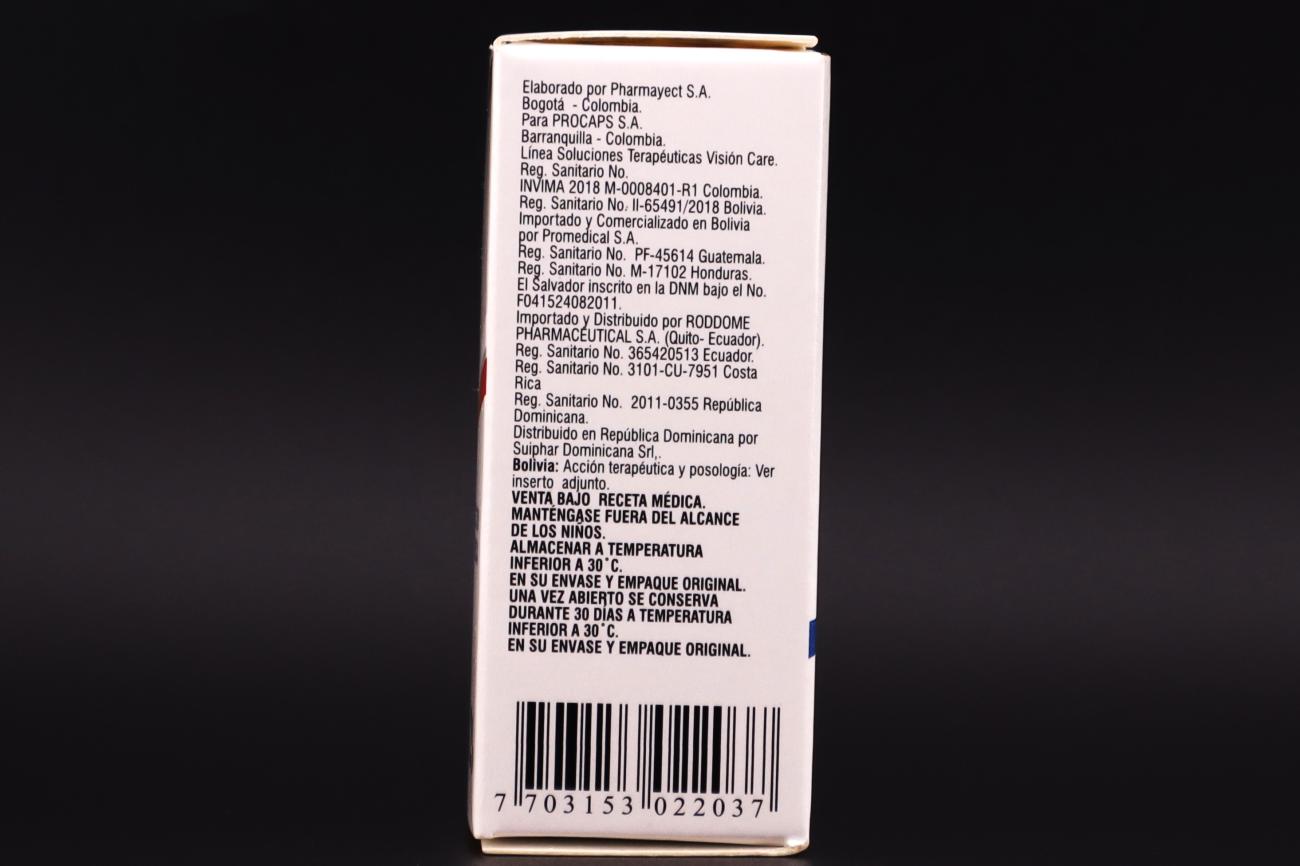 Elaborado por Pharmayect S.A.
Bogotá - Colombia.
Para PROCAPS S.A.
Barranquilla - Colombia.
Línea Soluciones Terapéuticas Visión Care.
Reg. Sanitario No.
INVIMA 2018 M-0008401-R1 Colombia.
Reg. Sanitario No. II-65491/2018 Bolivia.
Importado y Comercializado en Bolivia
por Promedical S.A.
Reg. Sanitario No. PF-45614 Guatemala.
Reg. Sanitario No. M-17102 Honduras.
El Salvador inscrito en la DNM bajo el No.
F041524082011.
Importado y Distribuido por RODDOME
PHARMACEUTICAL S.A. (Quito- Ecuador).
Reg. Sanitario No. 365420513 Ecuador.
Reg. Sanitario No. 3101-CU-7951 Costa
Rica
Reg. Sanitario No. 2011-0355 República
Dominicana.
Distribuido en República Dominicana por
Suiphar Dominicana Srl,.
Bolivia: Acción terapéutica y posología: Ver
inserto adjunto.
VENTA BAJO RECETA MÉDICA.
MANTÉNGASE FUERA DEL ALCANCE
DE LOS NIÑOS.
ALMACENAR A TEMPERATURA
INFERIOR A 30°C.
EN SU ENVASE Y EMPAQUE ORIGINAL.
UNA VEZ ABIERTO SE CONSERVA
DURANTE 30 DÍAS A TEMPERATURA
INFERIOR A 30°C.
EN SU ENVASE Y EMPAQUE ORIGINAL.
7 703153 022037